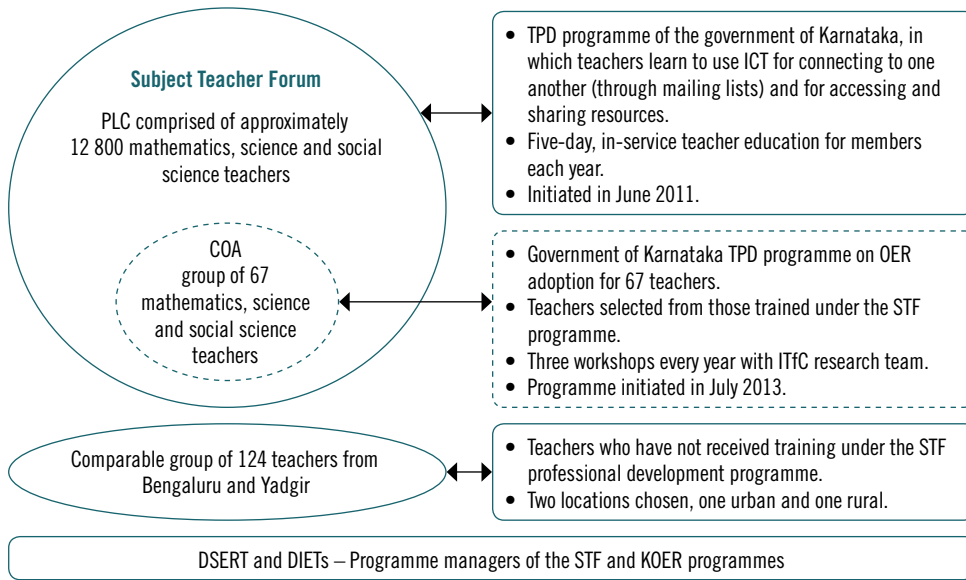 Subject Teacher Forum
PLC comprised of approximately
12 800 mathematics, science and social
science teachers
COA
group of 67
mathematics, science
and social science
teachers
• TPD programme of the government of Karnataka, in
which teachers learn to use ICT for connecting to one
another (through mailing lists) and for accessing and
sharing resources.
• Five-day, in-service teacher education for members
each year.
• Initiated in June 2011.
• Government of Karnataka TPD programme on OER
adoption for 67 teachers.
• Teachers selected from those trained under the STF
programme.
• Three workshops every year with ITfC research team.
• Programme initiated in July 2013.
Comparable group of 124 teachers from
Bengaluru and Yadgir
• Teachers who have not received training under the STF
professional development programme.
• Two locations chosen, one urban and one rural.
DSERT and DIETs – Programme managers of the STF and KOER programmes